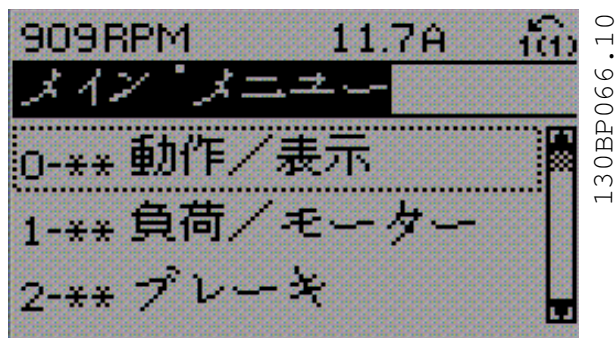 909RPM 11.7A 1(1)
メイン゛メニュー
0-** 動作/表示
1-** 負荷/モーター
2-** ブレーキ
130BP066.10